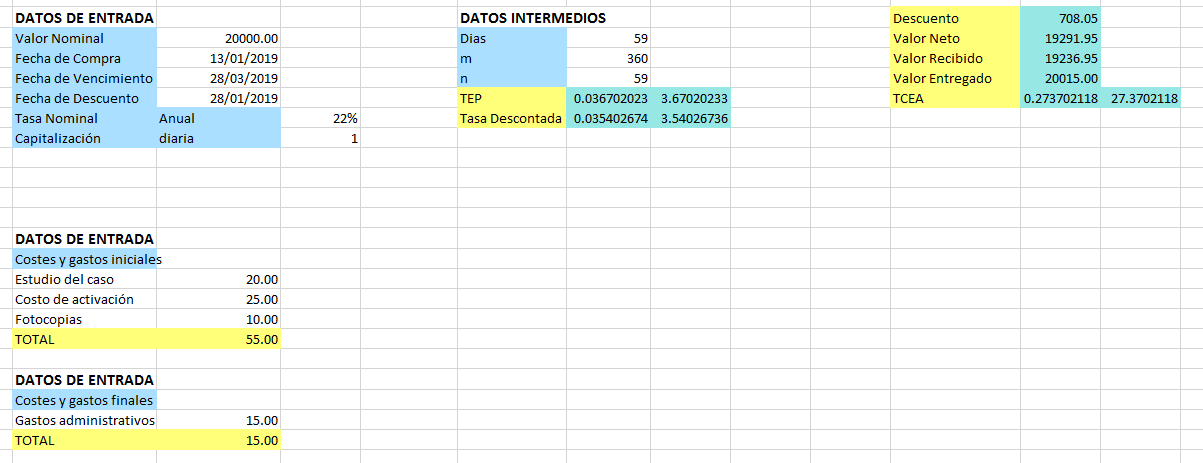 DATOS DE ENTRADA
Valor Nominal 20000.00
Fecha de Compra 13/01/2019
Fecha de Vencimiento 28/03/2019
Fecha de Descuento 28/01/2019
Tasa Nominal Anual 22%
Capitalización diaria 1
DATOS INTERMEDIOS
Dias 59
m 360
n 59
TEP 0.036702023 3.67020233
Tasa Descontada 0.035402674 3.54026736
Descuento 708.05
Valor Neto 19291.95
Valor Recibido 19236.95
Valor Entregado 20015.00
TCEA 0.273702118 27.3702118
DATOS DE ENTRADA
Costes y gastos iniciales
Estudio del caso 20.00
Costo de activación 25.00
Fotocopias 10.00
TOTAL 55.00
DATOS DE ENTRADA
Costes y gastos finales
Gastos administrativos 15.00
TOTAL 15.00